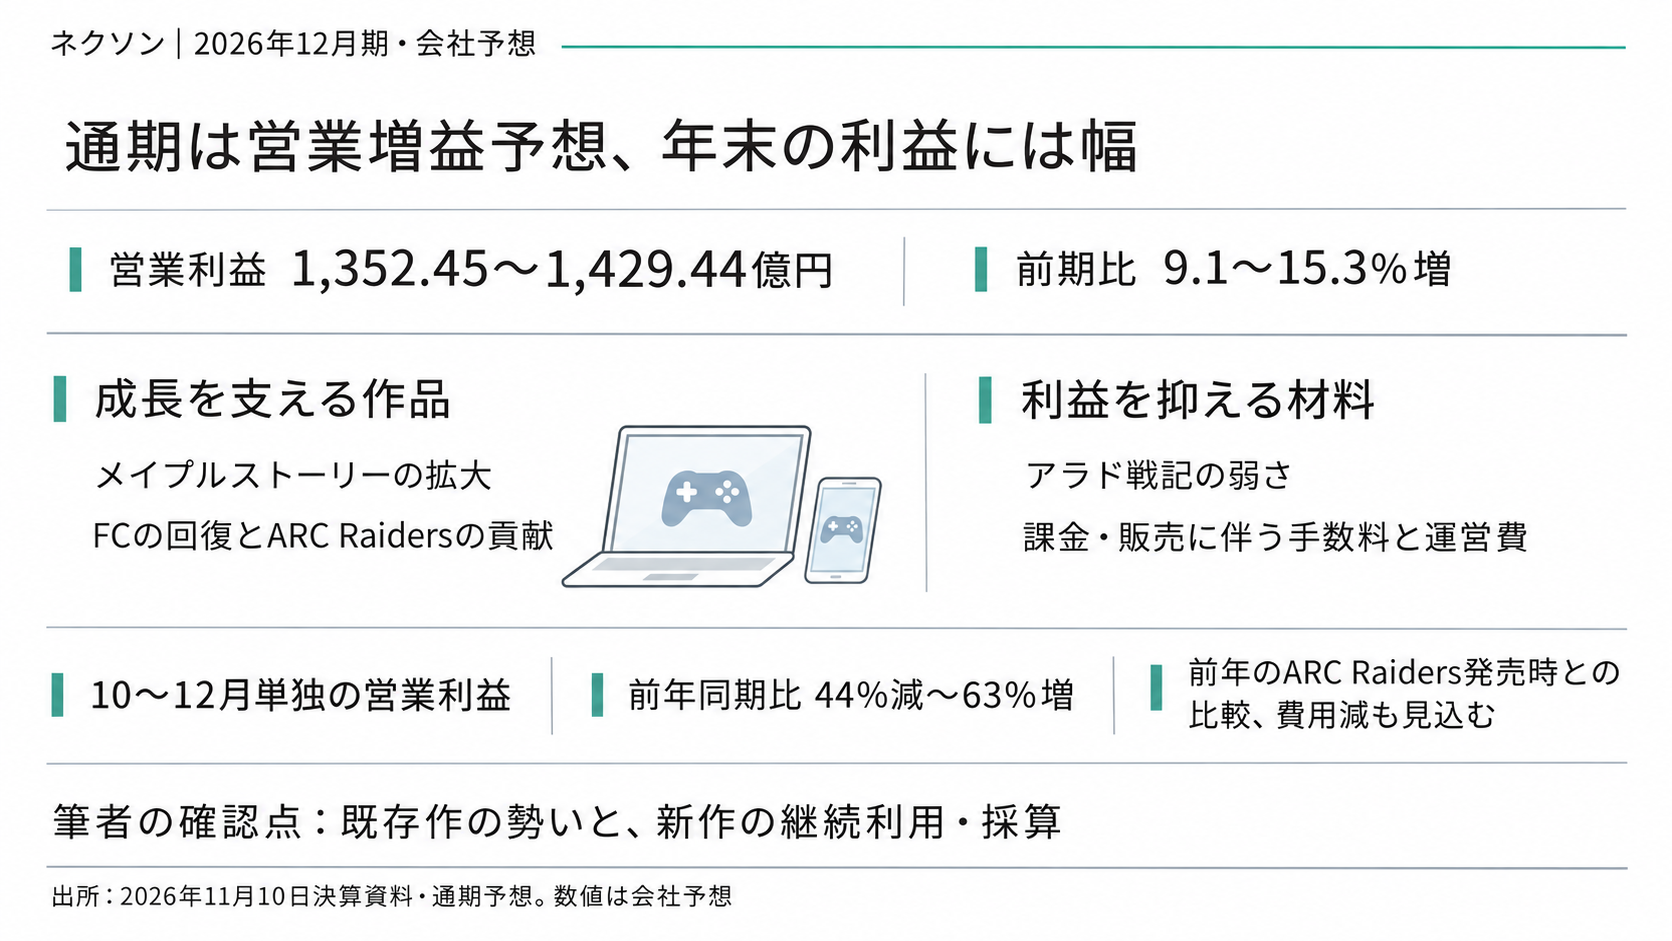 ネクソン｜2026年12月期・会社予想
通期は営業増益予想、年末の利益には幅
営業利益 1,352.45〜1,429.44億円
前期比 9.1〜15.3％増
成長を支える作品
メイプルストーリーの拡大
FCの回復とARC Raidersの貢献
利益を抑える材料
アラド戦記の弱さ
課金・販売に伴う手数料と運営費
10〜12月単独の営業利益
前年同期比 44％減〜63％増
前年のARC Raiders発売時との
比較、費用減も見込む
筆者の確認点：既存作の勢いと、新作の継続利用・採算
出所：2026年11月10日決算資料・通期予想。数値は会社予想